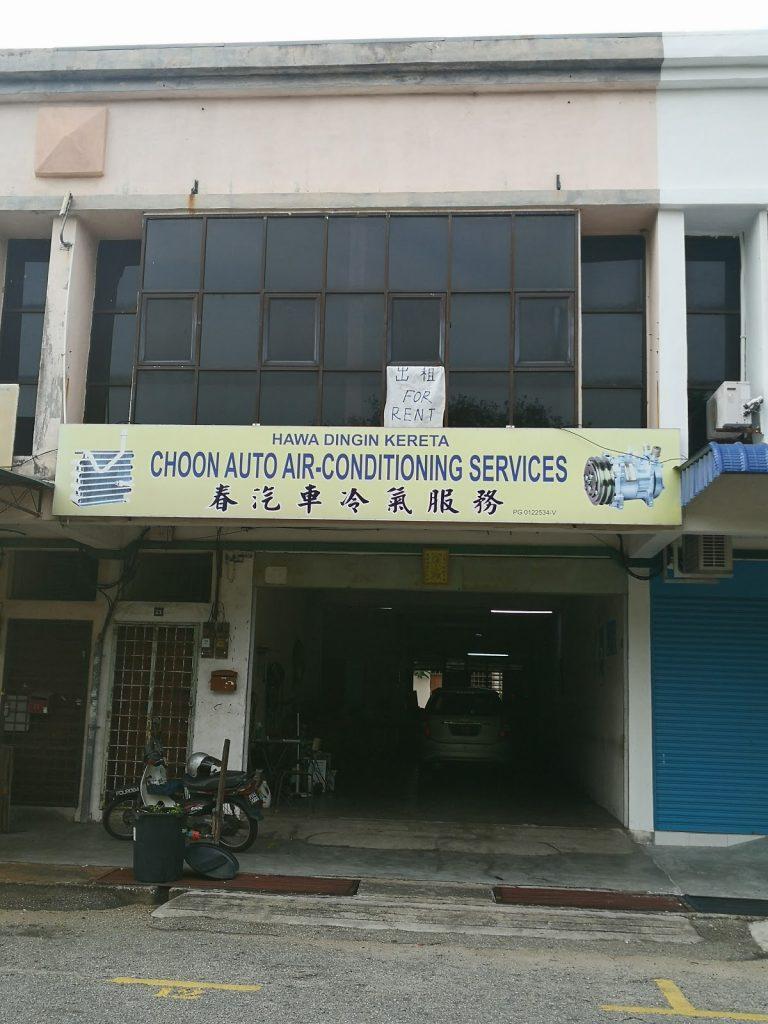 出租
FOR
RENT
HAWA DINGIN KERETA
CHOON AUTO AIR-CONDITIONING SERVICES
春汽車冷氣服務
PG 0122534-V